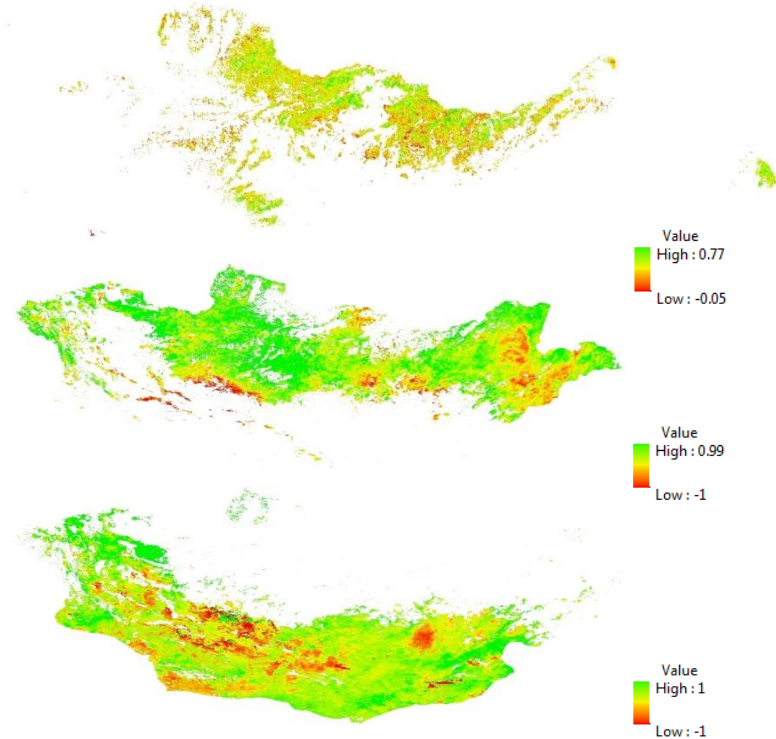 Value
High : 0.77
Low : -0.05
Value
High : 0.99
Low : -1
Value
High : 1
Low : -1